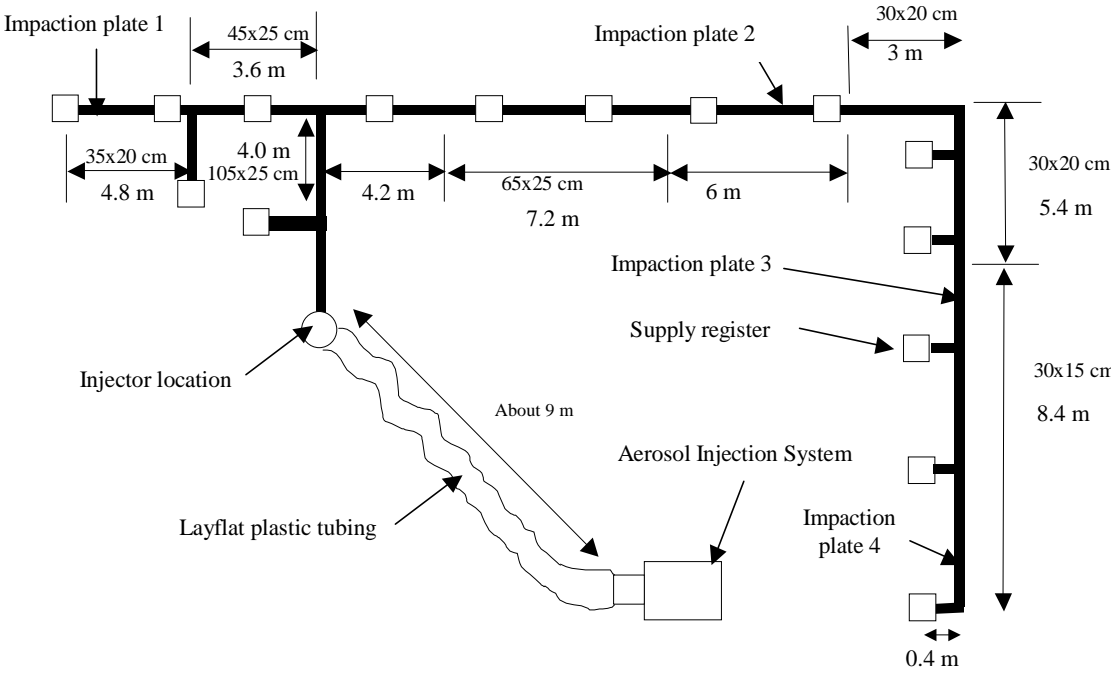 Impaction plate 1
45x25 cm
3.6 m
Impaction plate 2
30x20 cm
3 m
35x20 cm
4.8 m
4.0 m
105x25 cm
4.2 m
65x25 cm
7.2 m
6 m
30x20 cm
5.4 m
Impaction plate 3
Supply register
30x15 cm
8.4 m
Injector location
About 9 m
Aerosol Injection System
Layflat plastic tubing
Impaction
plate 4
0.4 m